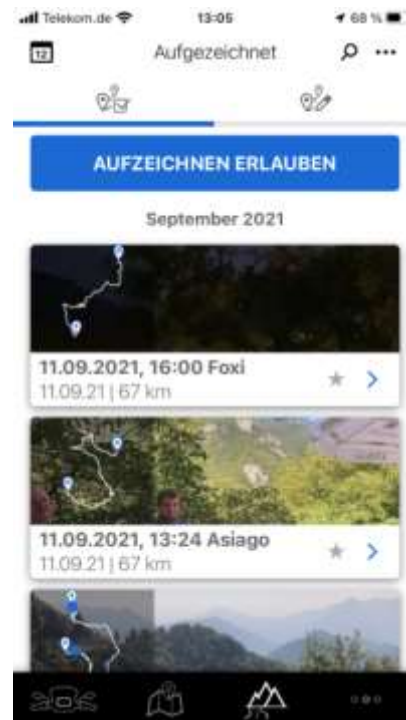 Telekom.de 13:05 68 %
12 Aufgezeichnet
AUFZEICHNEN ERLAUBEN
September 2021
11.09.2021, 16:00 Foxi
11.09.21 | 67 km
11.09.2021, 13:24 Asiago
11.09.21 | 67 km